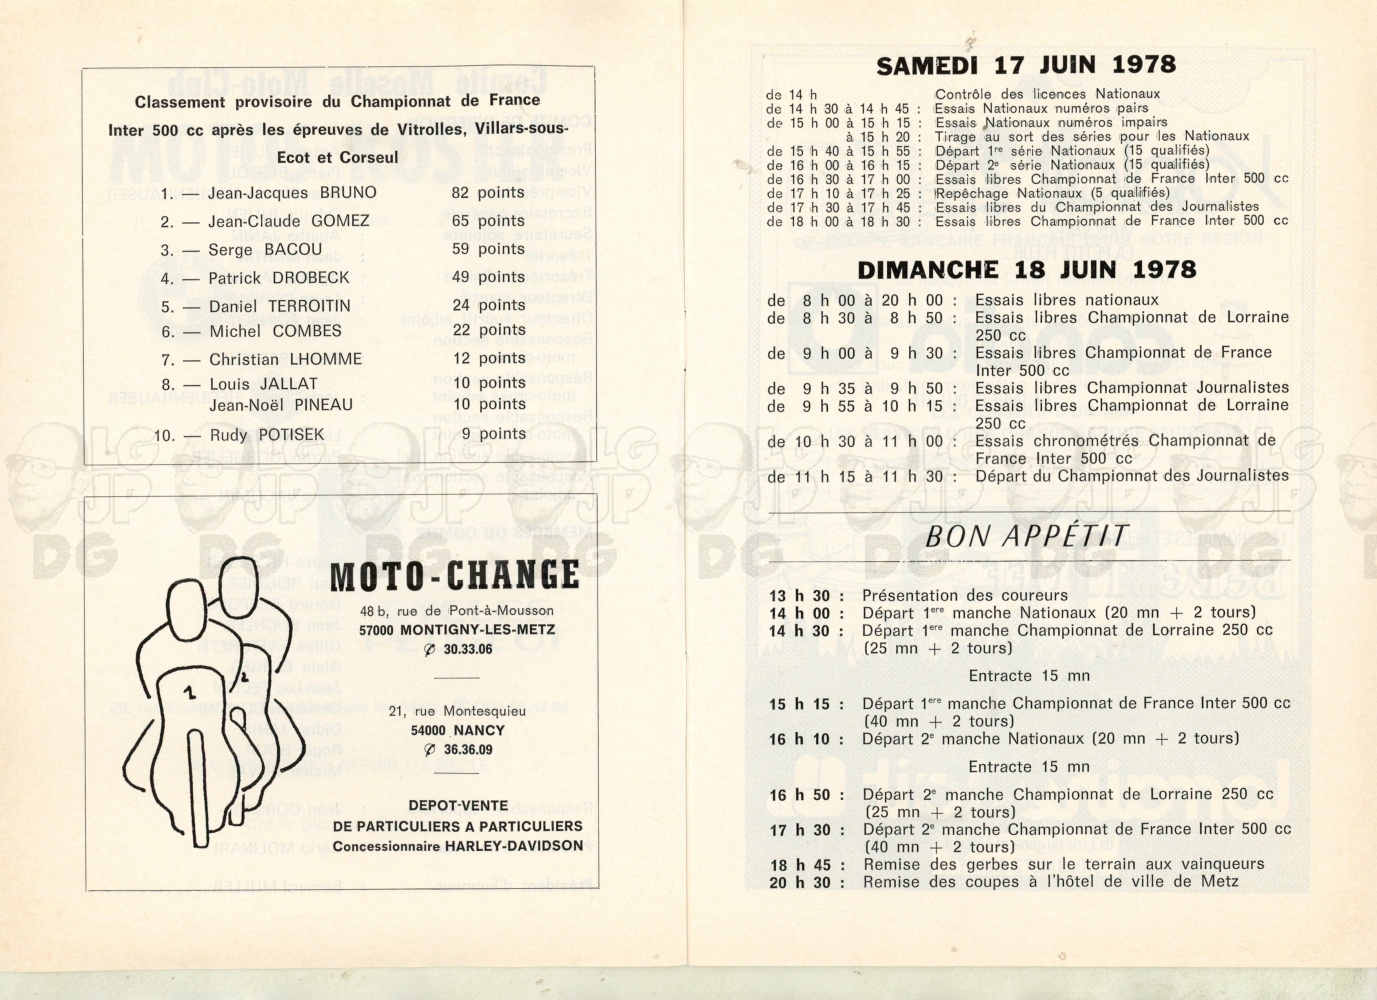 Classement provisoire du Championnat de France
Inter 500 cc après les épreuves de Vitrolles, Villars-sous-
Ecot et Corseul
1. — Jean-Jacques BRUNO 82 points
2. — Jean-Claude GOMEZ 65 points
3. — Serge BACOU 59 points
4. — Patrick DROBECK 49 points
5. — Daniel TERROITIN 24 points
6. — Michel COMBES 22 points
7. — Christian LHOMME 12 points
8. — Louis JALLAT 10 points
Jean-Noël PINEAU 10 points
10. — Rudy POTISEK 9 points
MOTO-CHANGE
48 b, rue de Pont-à-Mousson
57000 MONTIGNY-LES-METZ
✆ 30.33.06
21, rue Montesquieu
54000 NANCY
✆ 36.36.09
DEPOT-VENTE
DE PARTICULIERS A PARTICULIERS
Concessionnaire HARLEY-DAVIDSON
1
2
SAMEDI 17 JUIN 1978
de 14 h Contrôle des licences Nationaux
de 14 h 30 à 14 h 45 : Essais Nationaux numéros pairs
de 15 h 00 à 15 h 15 : Essais Nationaux numéros impairs
à 15 h 20 : Tirage au sort des séries pour les Nationaux
de 15 h 40 à 15 h 55 : Départ 1re série Nationaux (15 qualifiés)
de 16 h 00 à 16 h 15 : Départ 2e série Nationaux (15 qualifiés)
de 16 h 30 à 17 h 00 : Essais libres Championnat de France Inter 500 cc
de 17 h 10 à 17 h 25 : Repêchage Nationaux (5 qualifiés)
de 17 h 30 à 17 h 45 : Essais libres du Championnat des Journalistes
de 18 h 00 à 18 h 30 : Essais libres Championnat de France Inter 500 cc
DIMANCHE 18 JUIN 1978
de 8 h 00 à 20 h 00 : Essais libres nationaux
de 8 h 30 à 8 h 50 : Essais libres Championnat de Lorraine
250 cc
de 9 h 00 à 9 h 30 : Essais libres Championnat de France
Inter 500 cc
de 9 h 35 à 9 h 50 : Essais libres Championnat Journalistes
de 9 h 55 à 10 h 15 : Essais libres Championnat de Lorraine
250 cc
de 10 h 30 à 11 h 00 : Essais chronométrés Championnat de
France Inter 500 cc
de 11 h 15 à 11 h 30 : Départ du Championnat des Journalistes
BON APPÉTIT
13 h 30 : Présentation des coureurs
14 h 00 : Départ 1ere manche Nationaux (20 mn + 2 tours)
14 h 30 : Départ 1ere manche Championnat de Lorraine 250 cc
(25 mn + 2 tours)
Entracte 15 mn
15 h 15 : Départ 1ere manche Championnat de France Inter 500 cc
(40 mn + 2 tours)
16 h 10 : Départ 2e manche Nationaux (20 mn + 2 tours)
Entracte 15 mn
16 h 50 : Départ 2e manche Championnat de Lorraine 250 cc
(25 mn + 2 tours)
17 h 30 : Départ 2e manche Championnat de France Inter 500 cc
(40 mn + 2 tours)
18 h 45 : Remise des gerbes sur le terrain aux vainqueurs
20 h 30 : Remise des coupes à l'hôtel de ville de Metz